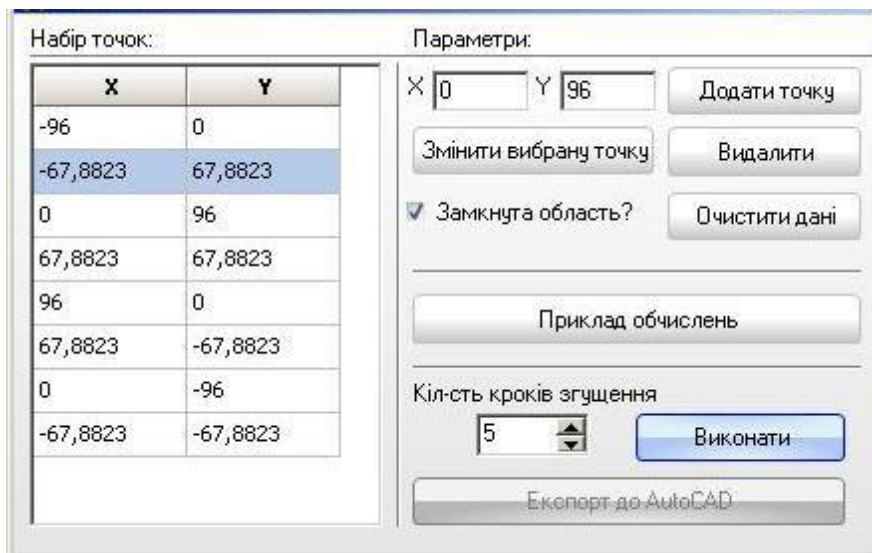 Набір точок:
X Y
-96 0
-67,8823 67,8823
0 96
67,8823 67,8823
96 0
67,8823 -67,8823
0 -96
-67,8823 -67,8823
Параметри:
X 0 Y 96 Додати точку
Змінити вибрану точку Видалити
Замкнута область? Очистити дані
Приклад обчислень
Кіл-сть кроків згущення
5 Виконати
Експорт до AutoCAD